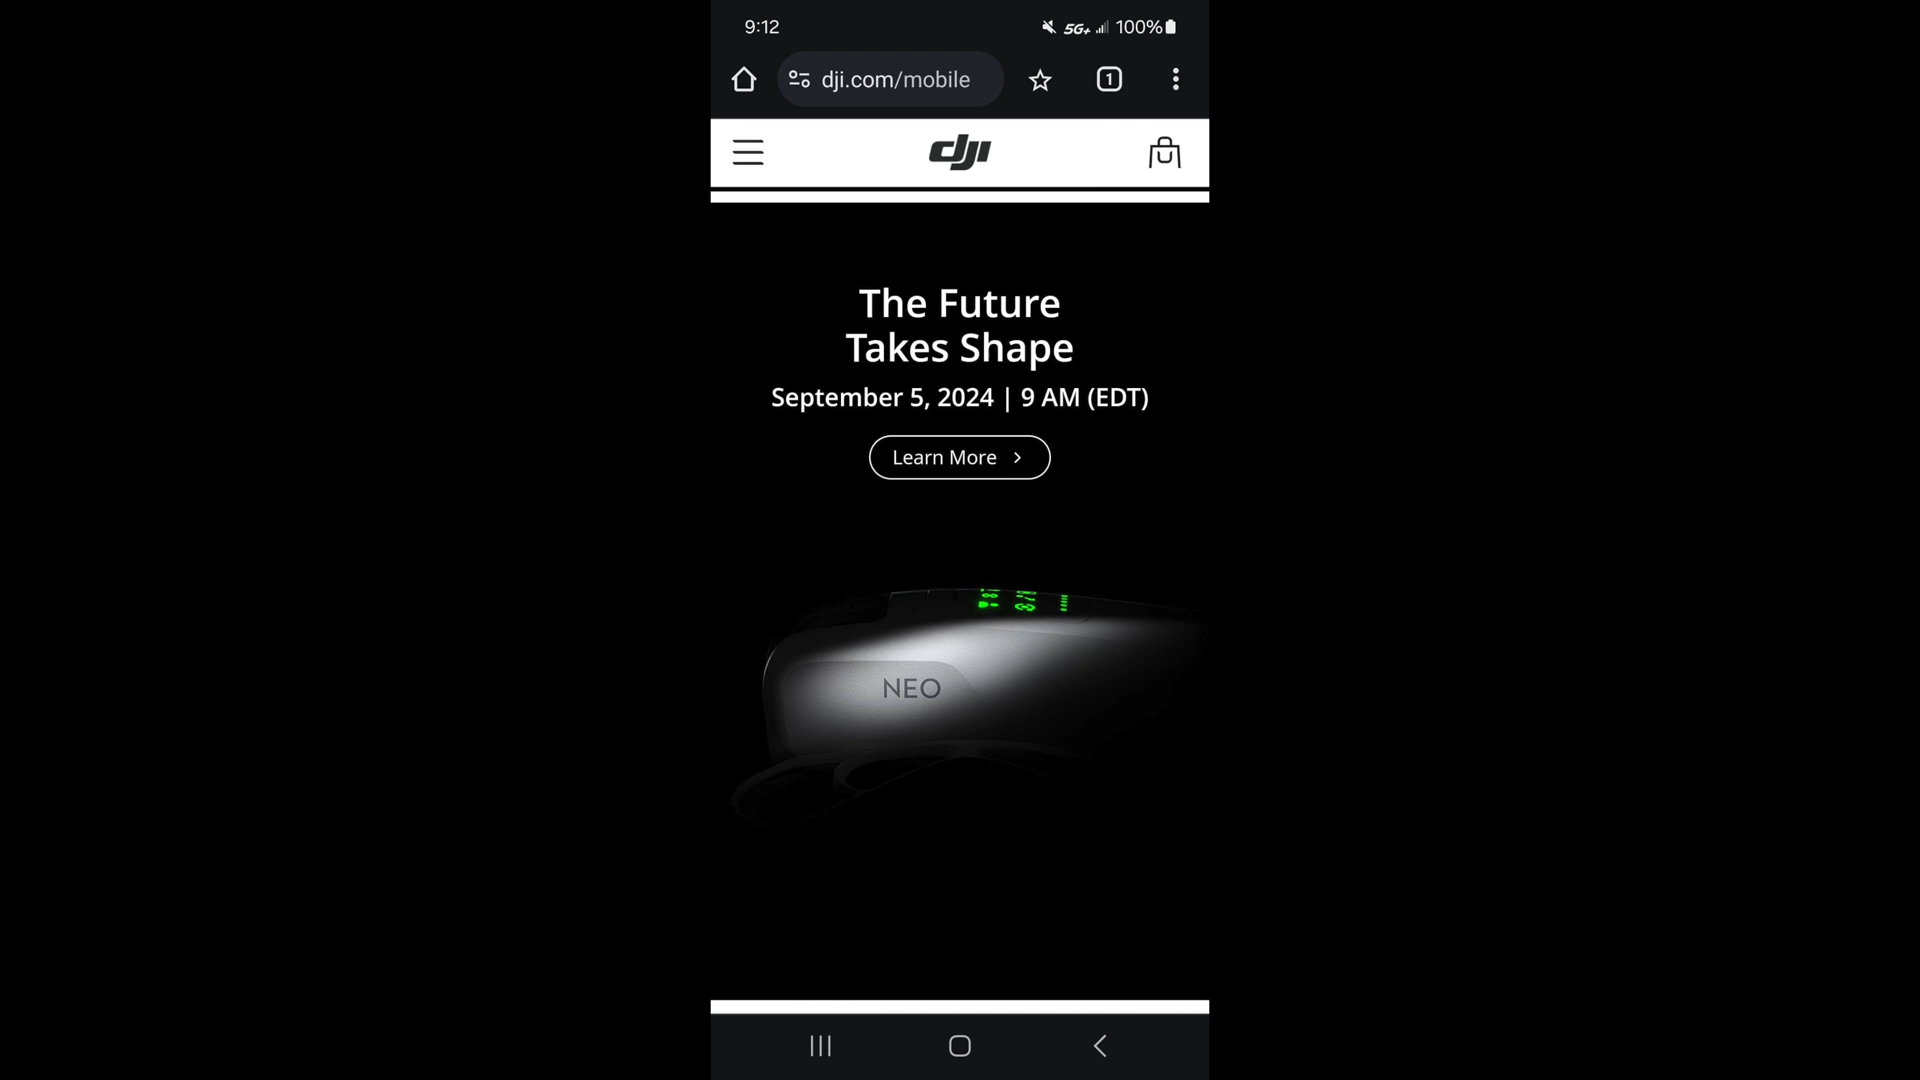 9:12
5G+ 100%
dji.com/mobile
1
dji
The Future
Takes Shape
September 5, 2024 | 9 AM (EDT)
Learn More
NEO